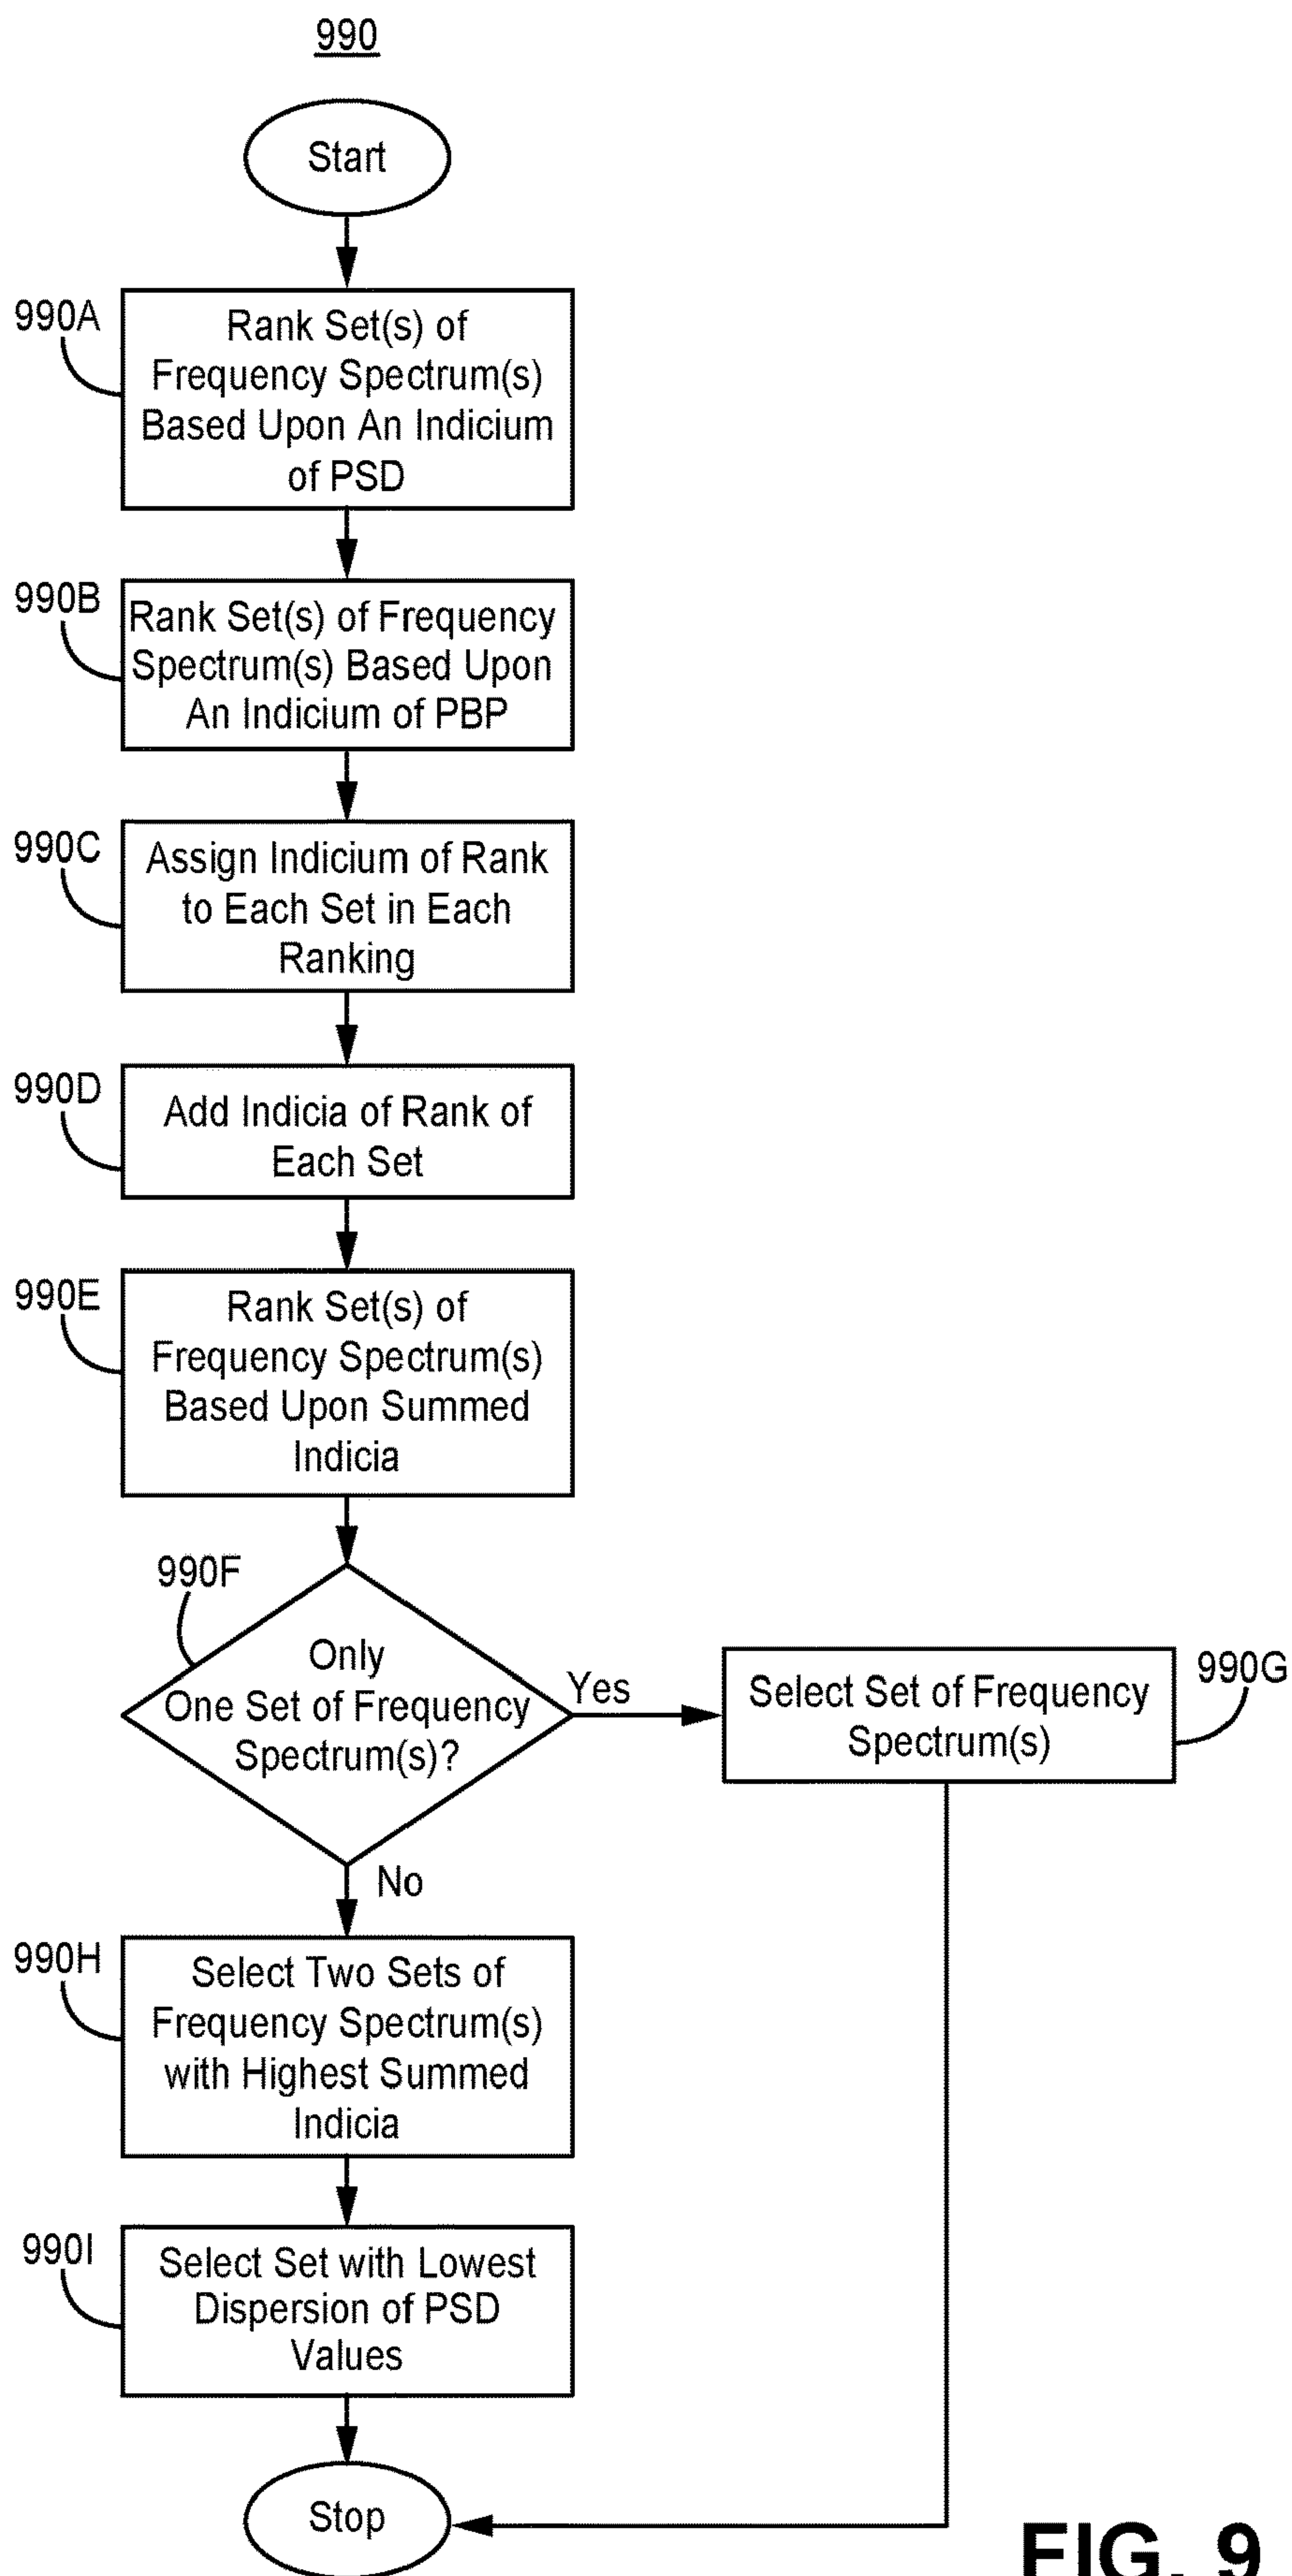 990
Start
990A
Rank Set(s) of
Frequency Spectrum(s)
Based Upon An Indicium
of PSD
990B
Rank Set(s) of Frequency
Spectrum(s) Based Upon
An Indicium of PBP
990C
Assign Indicium of Rank
to Each Set in Each
Ranking
990D
Add Indicia of Rank of
Each Set
990E
Rank Set(s) of
Frequency Spectrum(s)
Based Upon Summed
Indicia
990F
Only
One Set of Frequency
Spectrum(s)?
Yes
Select Set of Frequency
Spectrum(s)
990G
No
990H
Select Two Sets of
Frequency Spectrum(s)
with Highest Summed
Indicia
990I
Select Set with Lowest
Dispersion of PSD
Values
Stop
FIG. 9